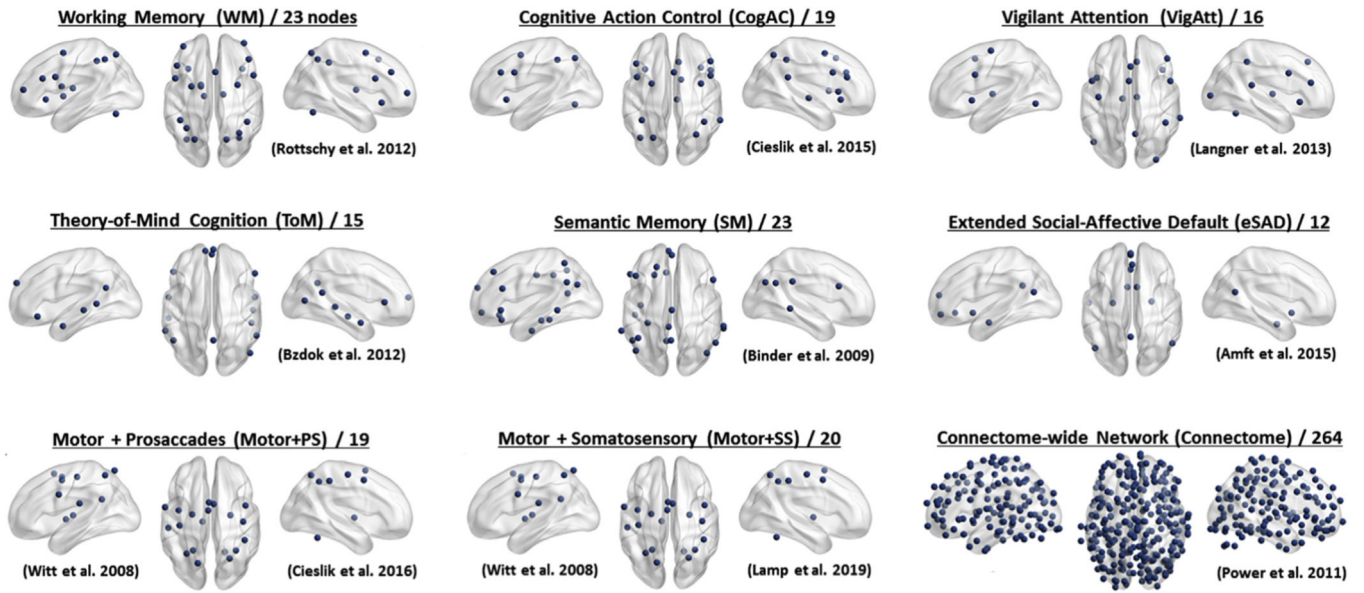 Working Memory (WM) / 23 nodes
(Rottschy et al. 2012)
Cognitive Action Control (CogAC) / 19
(Cieslik et al. 2015)
Vigilant Attention (VigAtt) / 16
(Langner et al. 2013)
Theory-of-Mind Cognition (ToM) / 15
(Bzdok et al. 2012)
Semantic Memory (SM) / 23
(Binder et al. 2009)
Extended Social-Affective Default (eSAD) / 12
(Amft et al. 2015)
Motor + Prosaccades (Motor+PS) / 19
(Witt et al. 2008)
(Cieslik et al. 2016)
Motor + Somatosensory (Motor+SS) / 20
(Witt et al. 2008)
(Lamp et al. 2019)
Connectome-wide Network (Connectome) / 264
(Power et al. 2011)